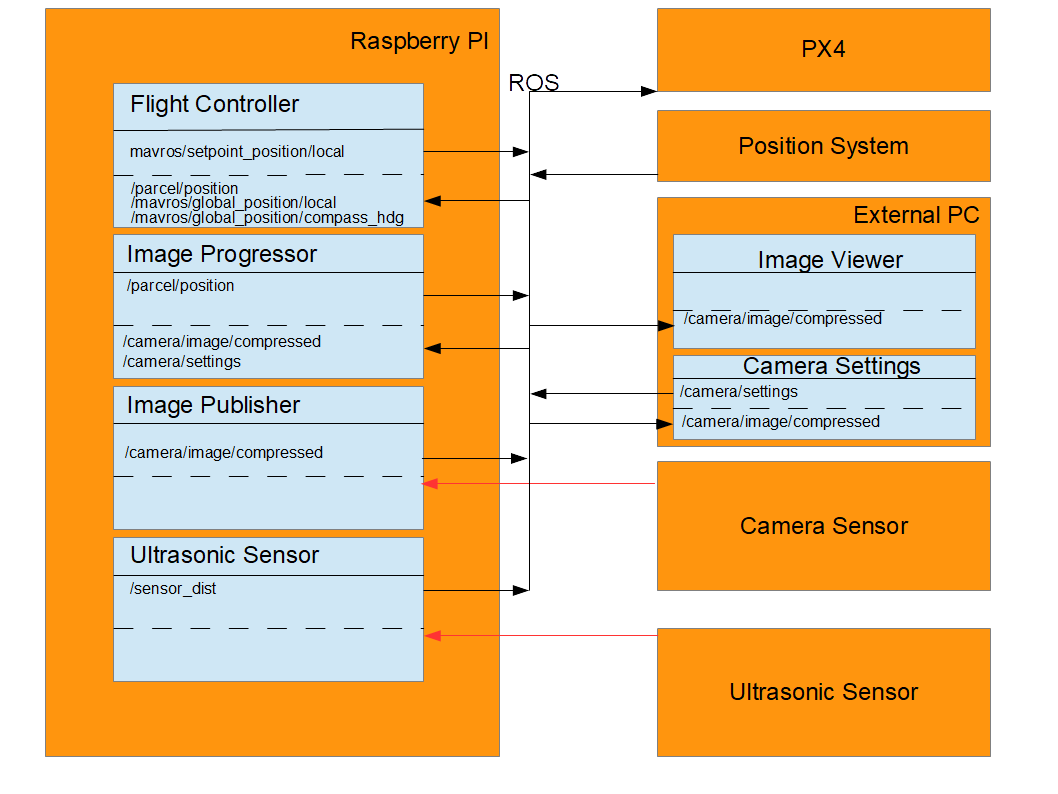 Raspberry PI
Flight Controller
mavros/setpoint_position/local
/parcel/position
/mavros/global_position/local
/mavros/global_position/compass_hdg
Image Progressor
/parcel/position
/camera/image/compressed
/camera/settings
Image Publisher
/camera/image/compressed
Ultrasonic Sensor
/sensor_dist
ROS
PX4
Position System
External PC
Image Viewer
/camera/image/compressed
Camera Settings
/camera/settings
/camera/image/compressed
Camera Sensor
Ultrasonic Sensor